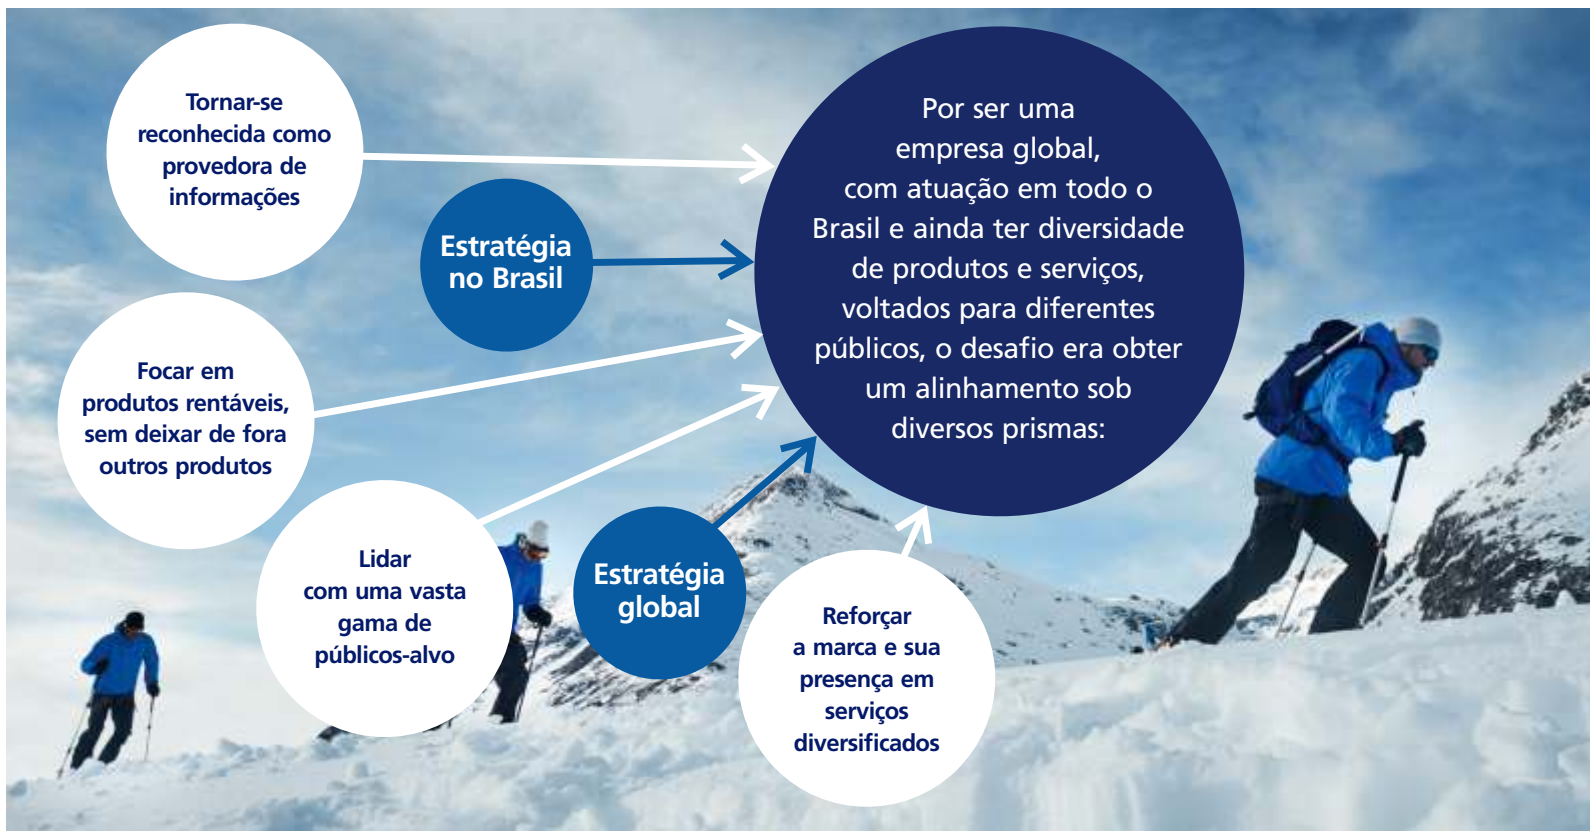 Tornar-se
reconhecida como
provedora de
informações
Estratégia
no Brasil
Focar em
produtos rentáveis,
sem deixar de fora
outros produtos
Lidar
com uma vasta
gama de
públicos-alvo
Estratégia
global
Reforçar
a marca e sua
presença em
serviços
diversificados
Por ser uma
empresa global,
com atuação em todo o
Brasil e ainda ter diversidade
de produtos e serviços,
voltados para diferentes
públicos, o desafio era obter
um alinhamento sob
diversos prismas: